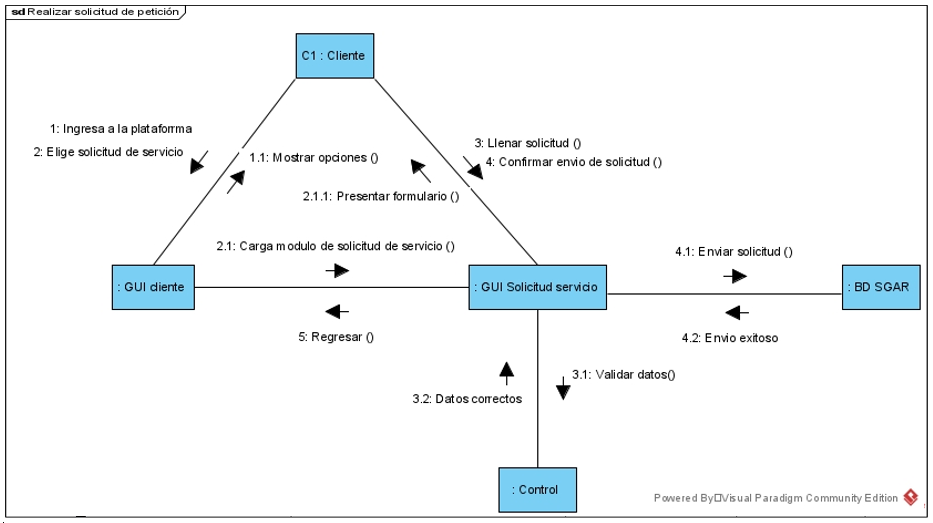 sd Realizar solicitud de petición
C1 : Cliente
1: Ingresa a la plataforrma
2: Elige solicitud de servicio
1.1: Mostrar opciones ()
3: Llenar solicitud ()
4: Confirmar envio de solicitud ()
2.1.1: Presentar formulario ()
2.1: Carga modulo de solicitud de servicio ()
4.1: Enviar solicitud ()
: GUI cliente
: GUI Solicitud servicio
: BD SGAR
5: Regresar ()
4.2: Envio exitoso
3.1: Validar datos()
3.2: Datos correctos
: Control
Powered By Visual Paradigm Community Edition